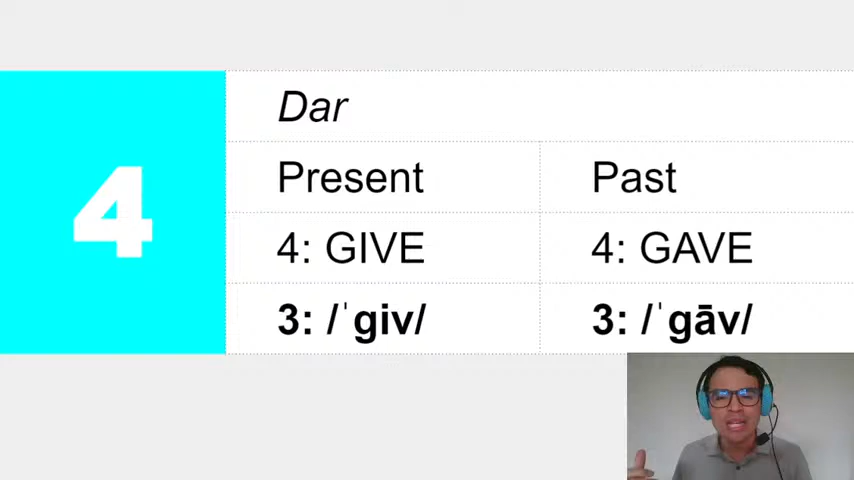 4
Dar
Present Past
4: GIVE 4: GAVE
3: /ˈgiv/ 3: /ˈgāv/